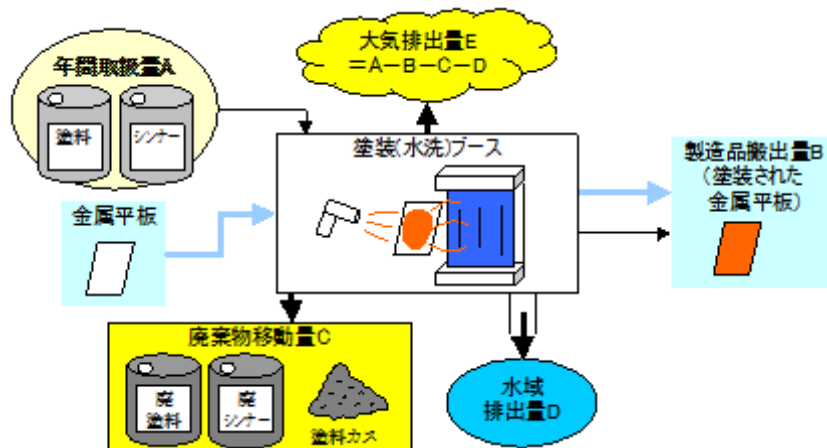 大気排出量E
＝A－B－C－D
年間取扱量A
塗料
シンナー
塗装(水洗)ブース
製造品搬出量B
(塗装された
金属平板)
金属平板
廃棄物移動量C
廃
塗料
廃
シンナー
塗料カス
水域
排出量D